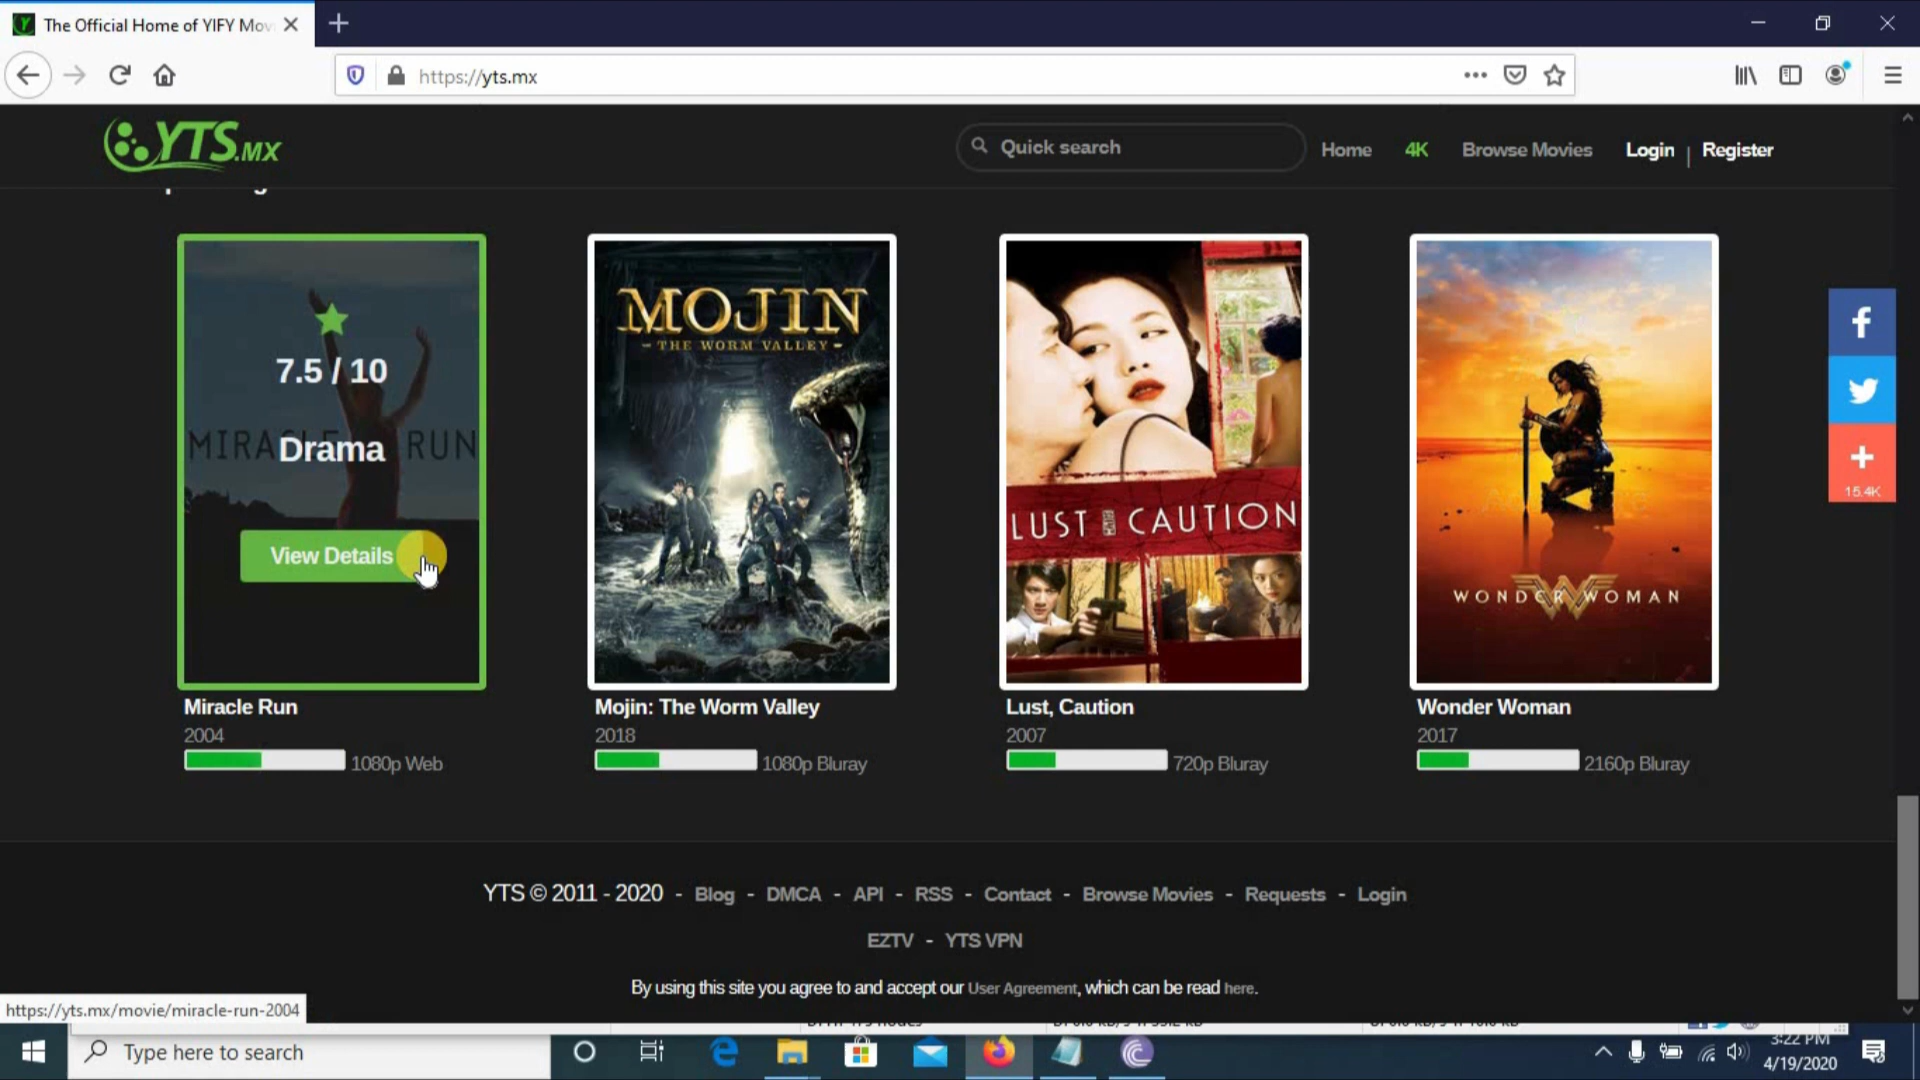 The Official Home of YIFY Mov
https://yts.mx
YTS.MX
Quick search
Home
4K
Browse Movies
Login | Register
7.5 / 10
MIRACLE RUN
Drama
View Details
MOJIN
THE WORM VALLEY
LUST CAUTION
WONDER WOMAN
15.4K
Miracle Run
2004
1080p Web
Mojin: The Worm Valley
2018
1080p Bluray
Lust, Caution
2007
720p Bluray
Wonder Woman
2017
2160p Bluray
YTS © 2011 - 2020 - Blog - DMCA - API - RSS - Contact - Browse Movies - Requests - Login
EZTV - YTS VPN
By using this site you agree to and accept our User Agreement, which can be read here.
https://yts.mx/movie/miracle-run-2004
Type here to search
3:22 PM
4/19/2020